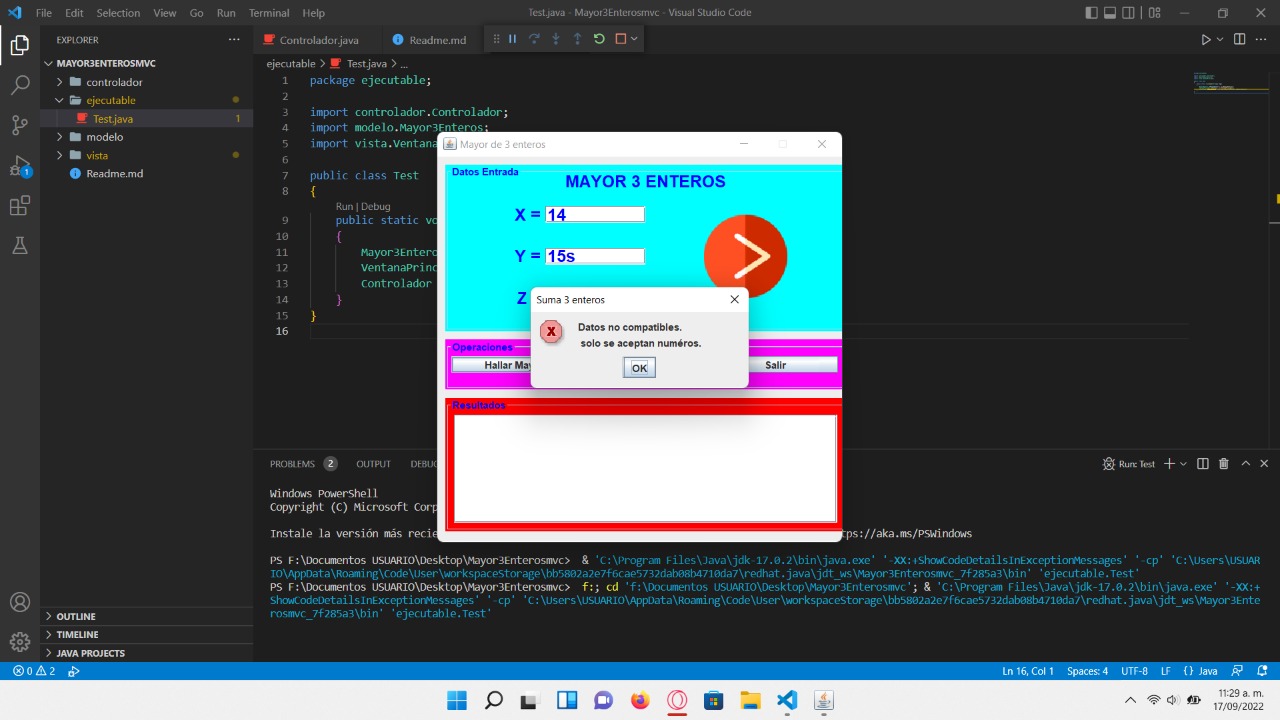 File Edit Selection View Go Run Terminal Help
Test.java - Mayor3Enterosmvc - Visual Studio Code
EXPLORER
MAYOR3ENTEROSMVC
controlador
ejecutable
Test.java 1
modelo
vista
Readme.md
OUTLINE
TIMELINE
JAVA PROJECTS
1
Controlador.java
Readme.md
ejecutable > Test.java > ...
1 package ejecutable;
2
3 import controlador.Controlador;
4 import modelo.Mayor3Enteros;
5 import vista.Ventana
6
7 public class Test
8 {
Run | Debug
9 public static vo
10 {
11 Mayor3Entero
12 VentanaPrinc
13 Controlador
14 }
15 }
16
Mayor de 3 enteros
Datos Entrada
MAYOR 3 ENTEROS
X = 14
Y = 15s
Z
Suma 3 enteros
X
Datos no compatibles.
solo se aceptan numéros.
OK
Operaciones
Hallar May
Salir
Resultados
PROBLEMS 2 OUTPUT DEBUG
Run: Test
Windows PowerShell
Copyright (C) Microsoft Corp
Instale la versión más recie
tps://aka.ms/PSWindows
PS F:\Documentos USUARIO\Desktop\Mayor3Enterosmvc> & 'C:\Program Files\Java\jdk-17.0.2\bin\java.exe' '-XX:+ShowCodeDetailsInExceptionMessages' '-cp' 'C:\Users\USUAR
IO\AppData\Roaming\Code\User\workspaceStorage\bb5802a2e7f6cae5732dab08b4710da7\redhat.java\jdt_ws\Mayor3Enterosmvc_7f285a3\bin' 'ejecutable.Test'
PS F:\Documentos USUARIO\Desktop\Mayor3Enterosmvc> f:; cd 'f:\Documentos USUARIO\Desktop\Mayor3Enterosmvc'; & 'C:\Program Files\Java\jdk-17.0.2\bin\java.exe' '-XX:+
ShowCodeDetailsInExceptionMessages' '-cp' 'C:\Users\USUARIO\AppData\Roaming\Code\User\workspaceStorage\bb5802a2e7f6cae5732dab08b4710da7\redhat.java\jdt_ws\Mayor3Ente
rosmvc_7f285a3\bin' 'ejecutable.Test'
0 2
Ln 16, Col 1 Spaces: 4 UTF-8 LF {} Java
11:29 a. m.
17/09/2022